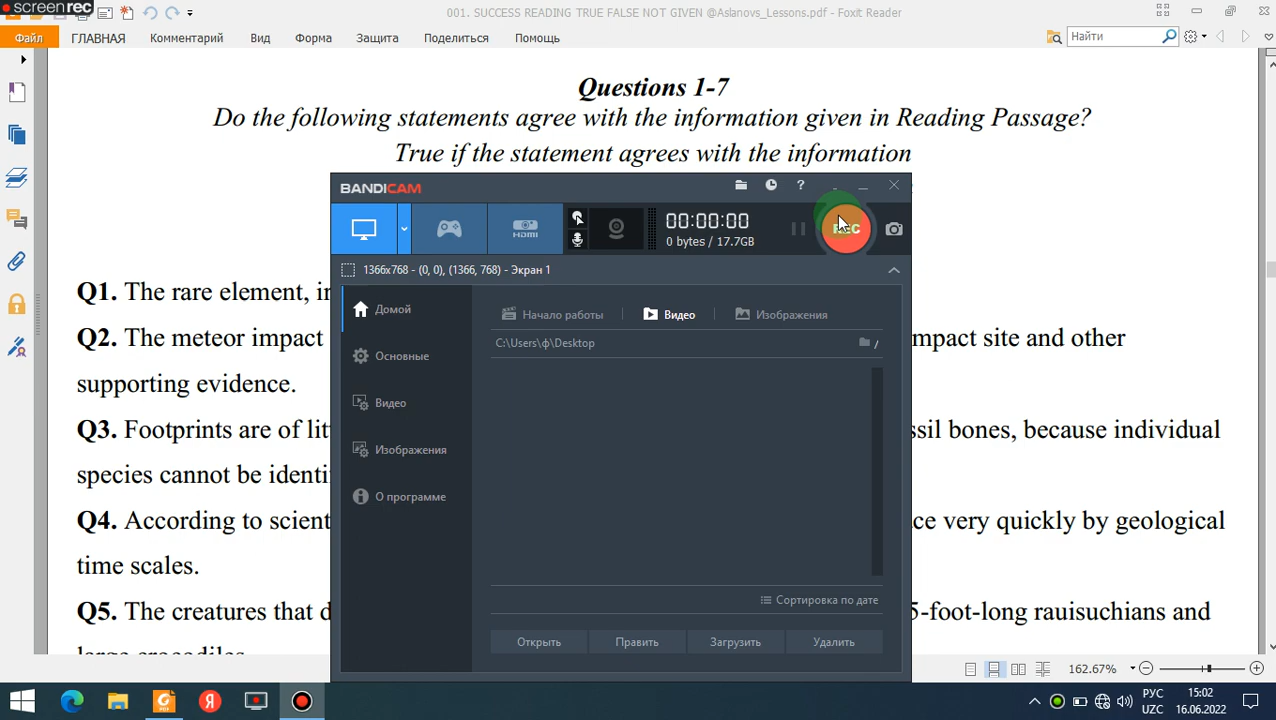 screen rec
001. SUCCESS READING TRUE FALSE NOT GIVEN @Aslanovs_Lessons.pdf - Foxit Reader
Файл ГЛАВНАЯ Комментарий Вид Форма Защита Поделиться Помощь Найти
Questions 1-7
Do the following statements agree with the information given in Reading Passage?
True if the statement agrees with the information
BANDICAM
REC
00:00:00
HDMI
0 bytes / 17.7GB
1366x768 - (0, 0), (1366, 768) - Экран 1
Домой
Основные
Видео
Изображения
О программе
Начало работы Видео Изображения
C:\Users\ф\Desktop /
Сортировка по дате
Открыть Править Загрузить Удалить
Q1. The rare element,
Q2. The meteor impact mpact site and other
supporting evidence.
Q3. Footprints are of ssil bones, because individual
species cannot be
Q4. According to ce very quickly by geological
time scales.
Q5. The creatures that 5-foot-long rauisuchians and
large crocodiles
162.67%
PDF
Я
РУС
UZC
15:02
16.06.2022